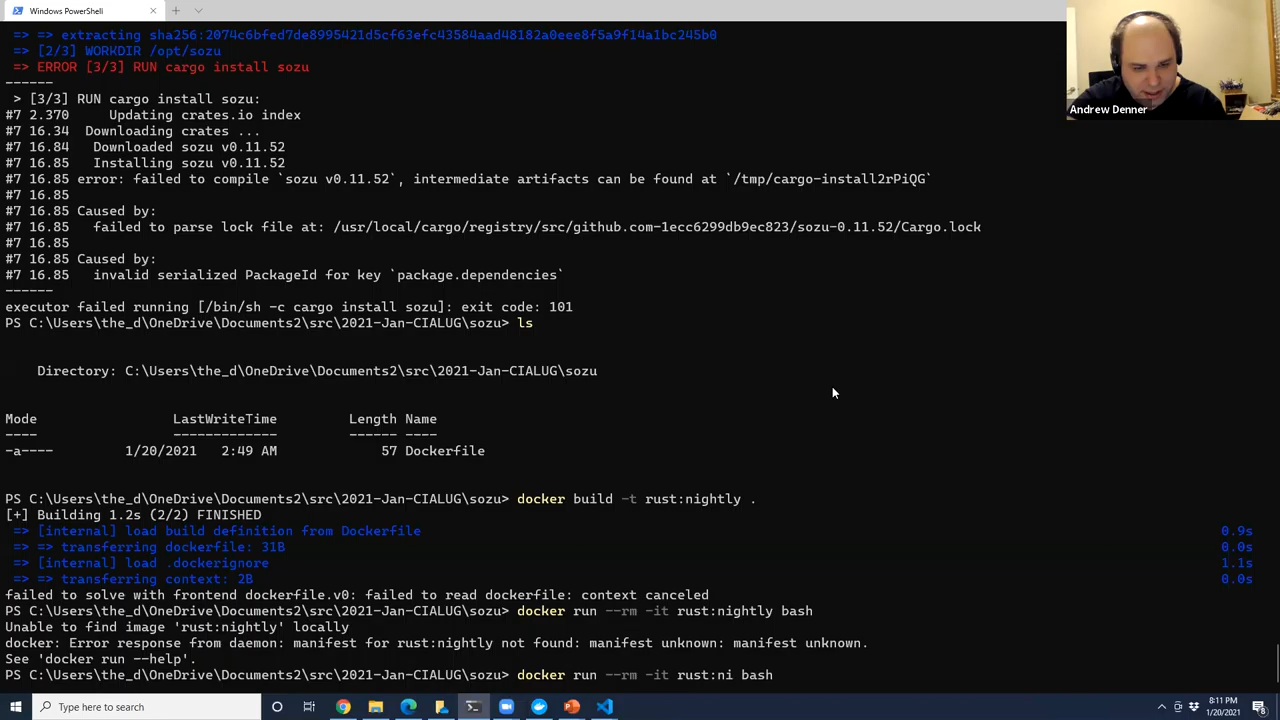 Windows PowerShell
=> => extracting sha256:2074c6bfed7de8995421d5cf63efc43584aad48182a0eee8f5a9f14a1bc245b0
=> [2/3] WORKDIR /opt/sozu
=> ERROR [3/3] RUN cargo install sozu
------
> [3/3] RUN cargo install sozu:
#7 2.370     Updating crates.io index
#7 16.34  Downloading crates ...
#7 16.84   Downloaded sozu v0.11.52
#7 16.85   Installing sozu v0.11.52
#7 16.85 error: failed to compile `sozu v0.11.52`, intermediate artifacts can be found at `/tmp/cargo-install2rPiQG`
#7 16.85
#7 16.85 Caused by:
#7 16.85   failed to parse lock file at: /usr/local/cargo/registry/src/github.com-1ecc6299db9ec823/sozu-0.11.52/Cargo.lock
#7 16.85
#7 16.85 Caused by:
#7 16.85   invalid serialized PackageId for key `package.dependencies`
------
executor failed running [/bin/sh -c cargo install sozu]: exit code: 101
PS C:\Users\the_d\OneDrive\Documents2\src\2021-Jan-CIALUG\sozu> ls
Directory: C:\Users\the_d\OneDrive\Documents2\src\2021-Jan-CIALUG\sozu
Mode                 LastWriteTime         Length Name
----                 -------------         ------ ----
-a----         1/20/2021   2:49 AM             57 Dockerfile
PS C:\Users\the_d\OneDrive\Documents2\src\2021-Jan-CIALUG\sozu> docker build -t rust:nightly .
[+] Building 1.2s (2/2) FINISHED
=> [internal] load build definition from Dockerfile 0.9s
=> => transferring dockerfile: 31B 0.0s
=> [internal] load .dockerignore 1.1s
=> => transferring context: 2B 0.0s
failed to solve with frontend dockerfile.v0: failed to read dockerfile: context canceled
PS C:\Users\the_d\OneDrive\Documents2\src\2021-Jan-CIALUG\sozu> docker run --rm -it rust:nightly bash
Unable to find image 'rust:nightly' locally
docker: Error response from daemon: manifest for rust:nightly not found: manifest unknown: manifest unknown.
See 'docker run --help'.
PS C:\Users\the_d\OneDrive\Documents2\src\2021-Jan-CIALUG\sozu> docker run --rm -it rust:ni bash
Andrew Denner
Type here to search
8:11 PM
1/20/2021
8